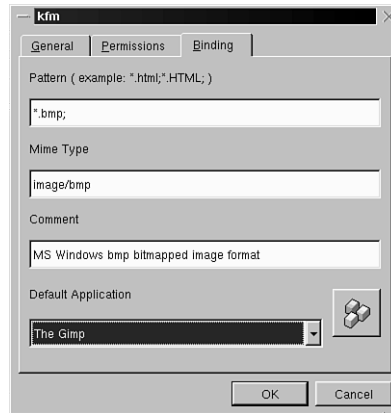 kfm
General Permissions Binding
Pattern ( example: *.html;*.HTML; )
*.bmp;
Mime Type
image/bmp
Comment
MS Windows bmp bitmapped image format
Default Application
The Gimp
OK Cancel